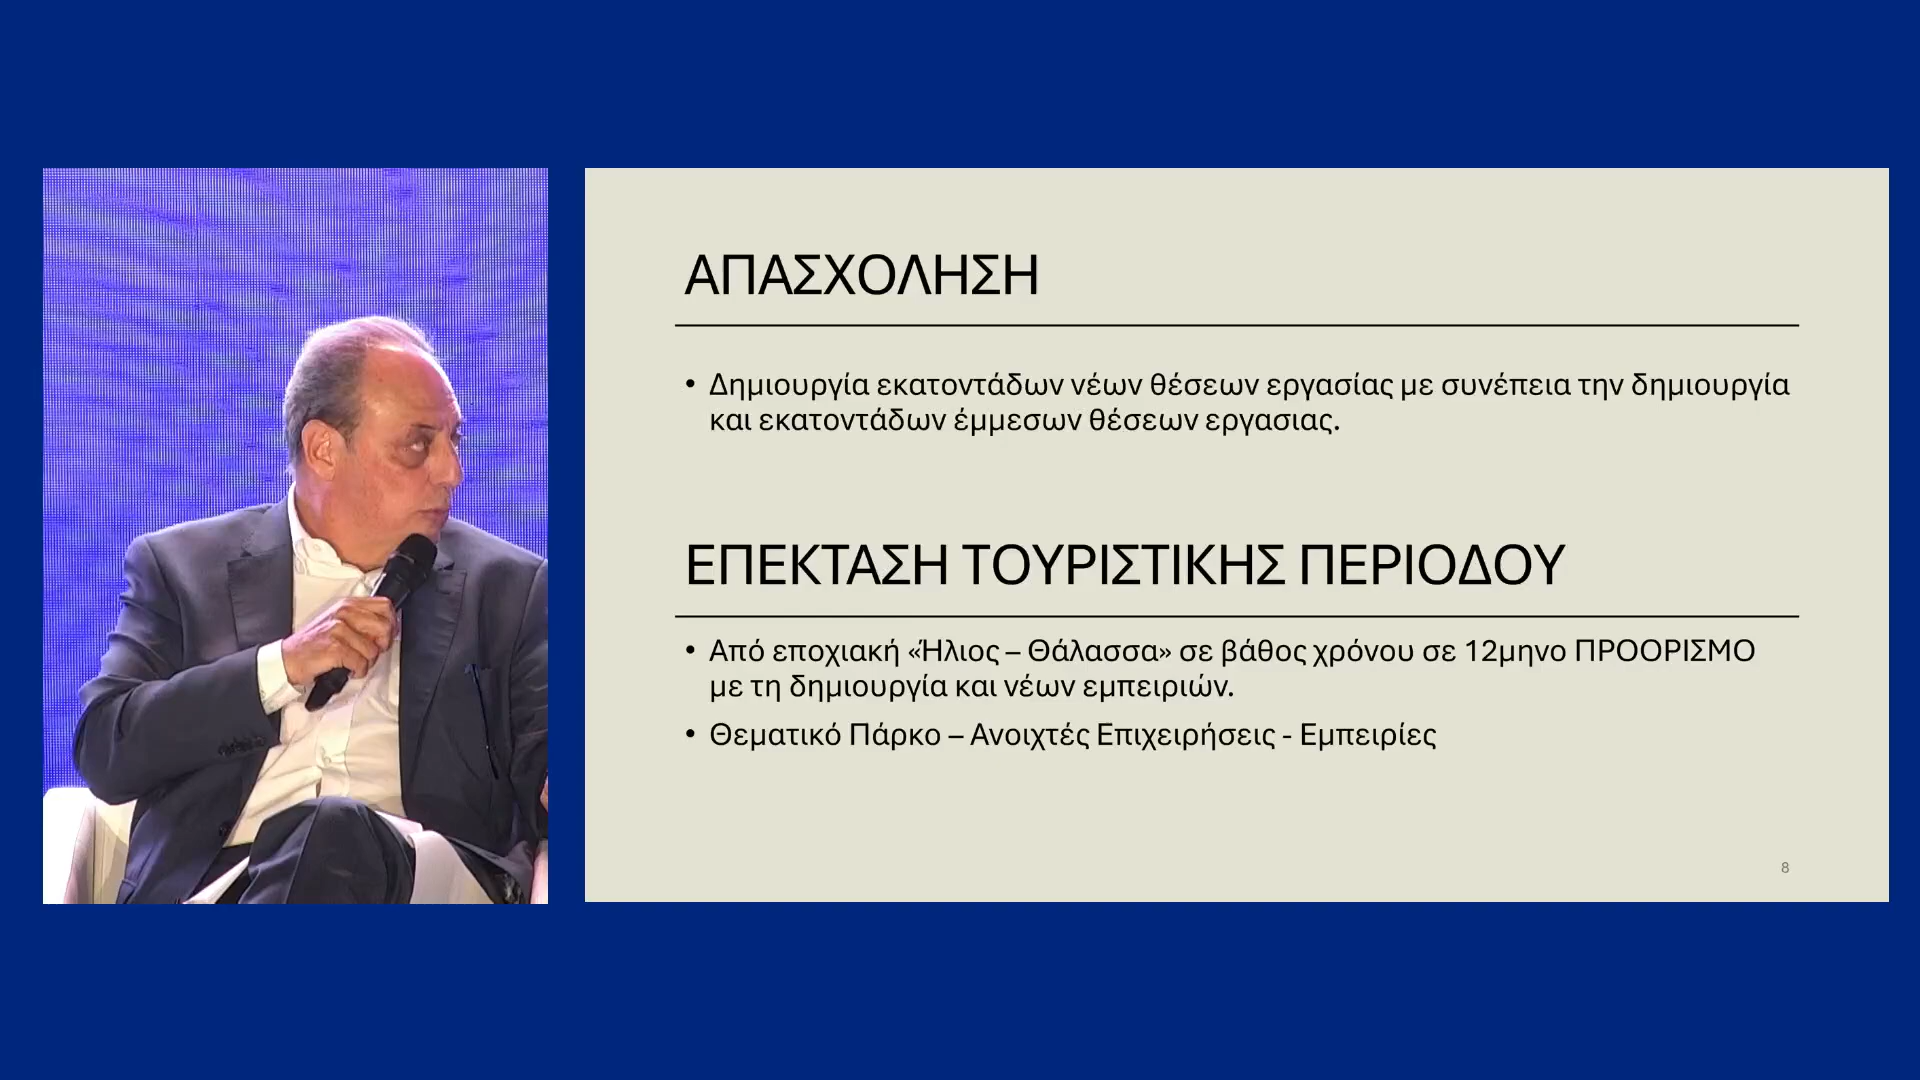 ΑΠΑΣΧΟΛΗΣΗ
• Δημιουργία εκατοντάδων νέων θέσεων εργασίας με συνέπεια την δημιουργία
και εκατοντάδων έμμεσων θέσεων εργασιας.
ΕΠΕΚΤΑΣΗ ΤΟΥΡΙΣΤΙΚΗΣ ΠΕΡΙΟΔΟΥ
• Από εποχιακή «Ήλιος – Θάλασσα» σε βάθος χρόνου σε 12μηνο ΠΡΟΟΡΙΣΜΟ
με τη δημιουργία και νέων εμπειριών.
• Θεματικό Πάρκο – Ανοιχτές Επιχειρήσεις - Εμπειρίες
8